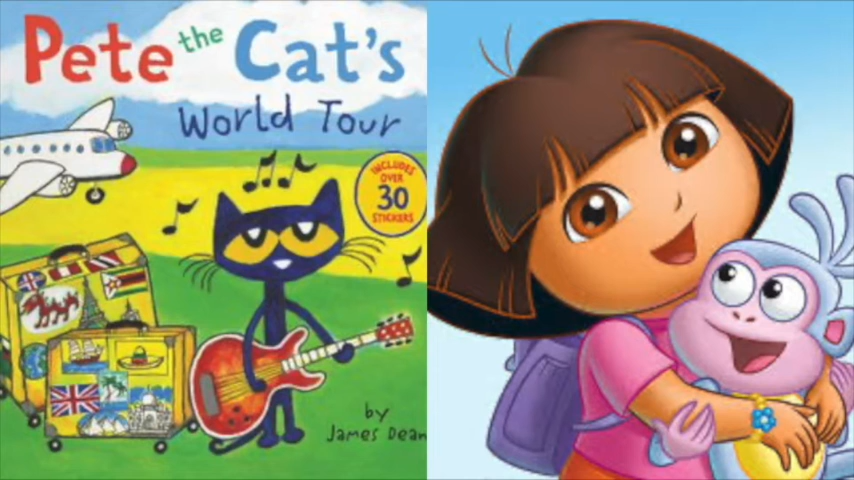 Pete the Cat's
World Tour
INCLUDES
OVER
30
STICKERS
by
James Dean